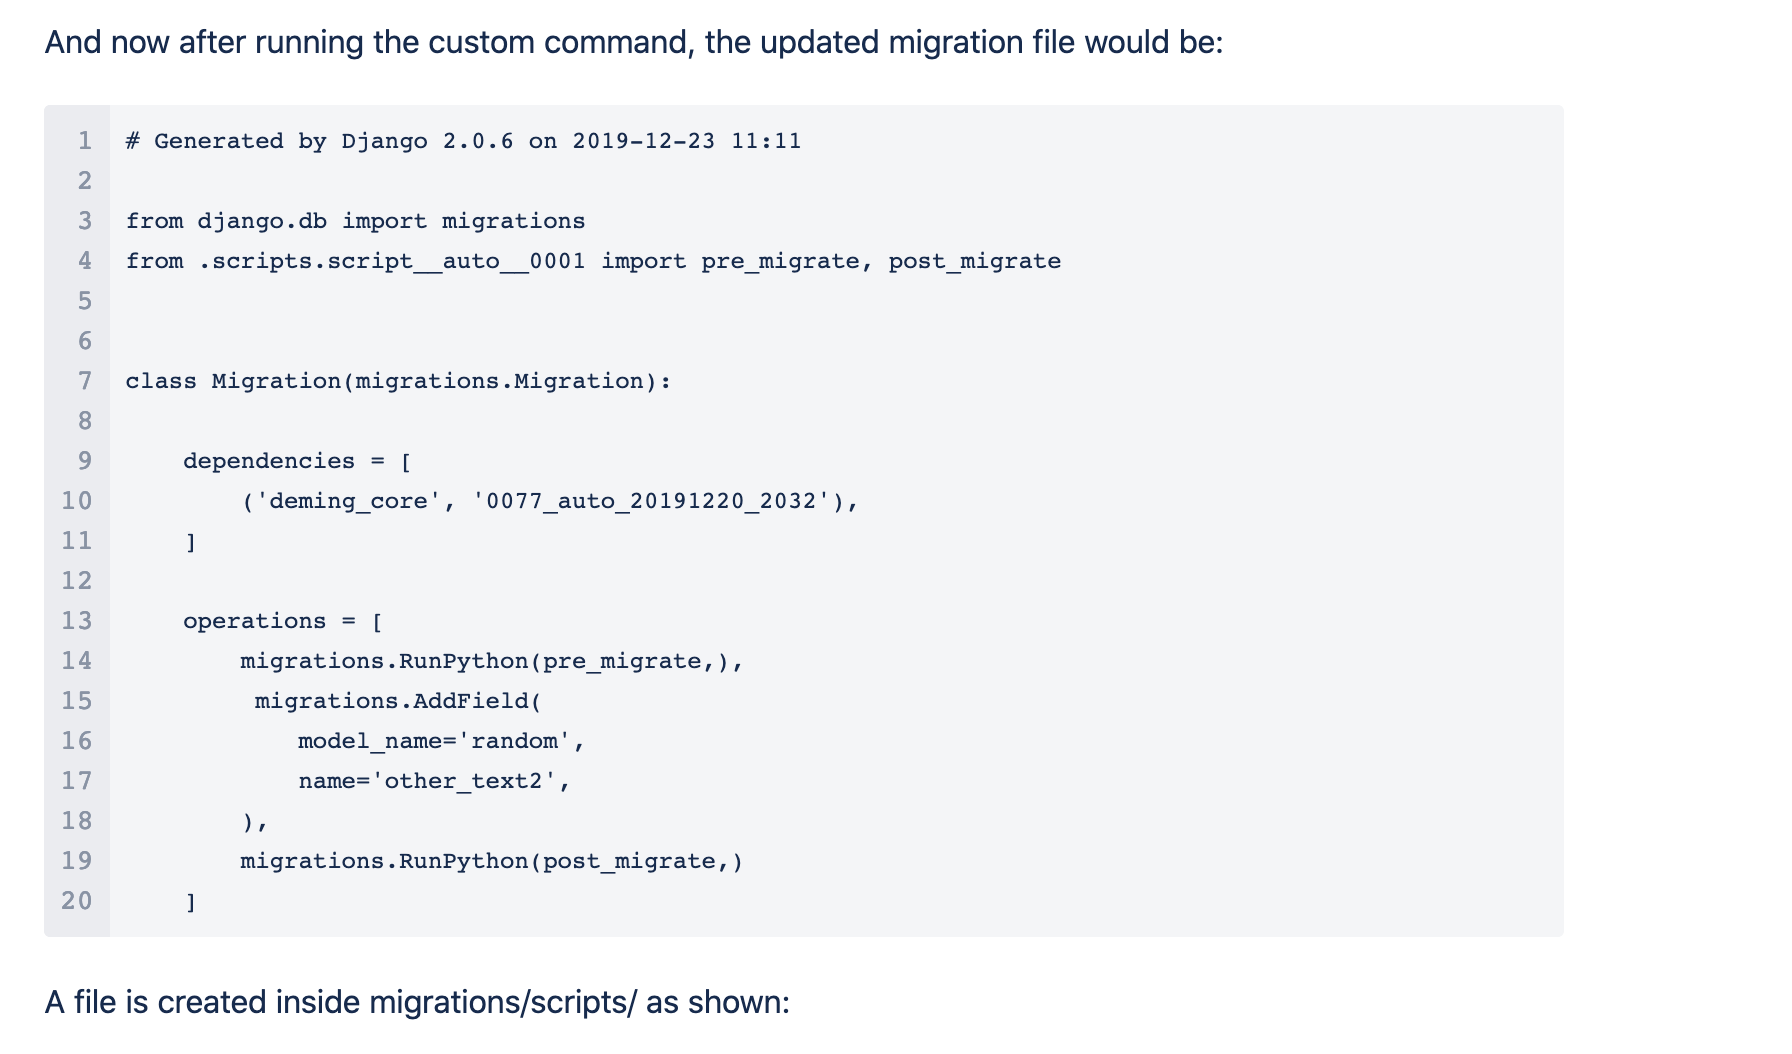 And now after running the custom command, the updated migration file would be:
1 # Generated by Django 2.0.6 on 2019-12-23 11:11
2
3 from django.db import migrations
4 from .scripts.script__auto__0001 import pre_migrate, post_migrate
5
6
7 class Migration(migrations.Migration):
8
9     dependencies = [
10         ('deming_core', '0077_auto_20191220_2032'),
11     ]
12
13     operations = [
14         migrations.RunPython(pre_migrate,),
15          migrations.AddField(
16             model_name='random',
17             name='other_text2',
18         ),
19         migrations.RunPython(post_migrate,)
20     ]
A file is created inside migrations/scripts/ as shown: